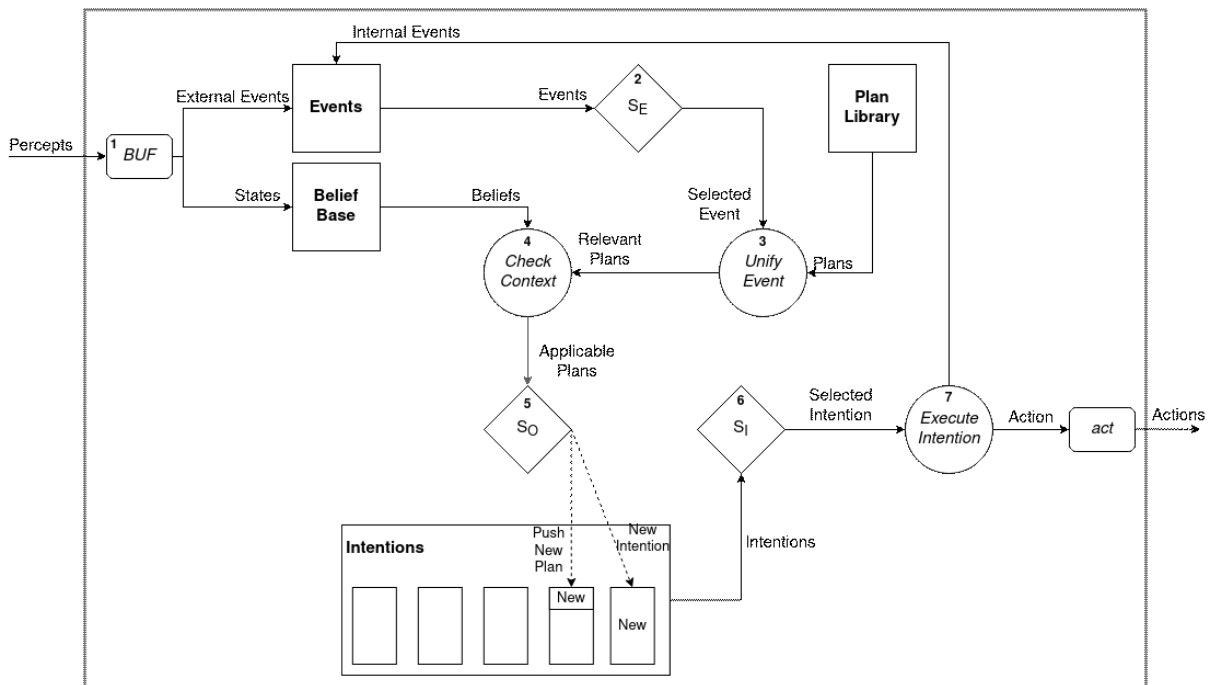 Internal Events
2
S_E
Events
Plan
Library
External Events
Events
1
BUF
Percepts
States
Belief
Base
Beliefs
Selected
Event
4
Check
Context
Relevant
Plans
3
Unify
Event
Plans
Applicable
Plans
5
S_O
6
S_I
Selected
Intention
7
Execute
Intention
Action
act
Actions
Intentions
Push
New
Plan
New
Intention
Intentions
New
New